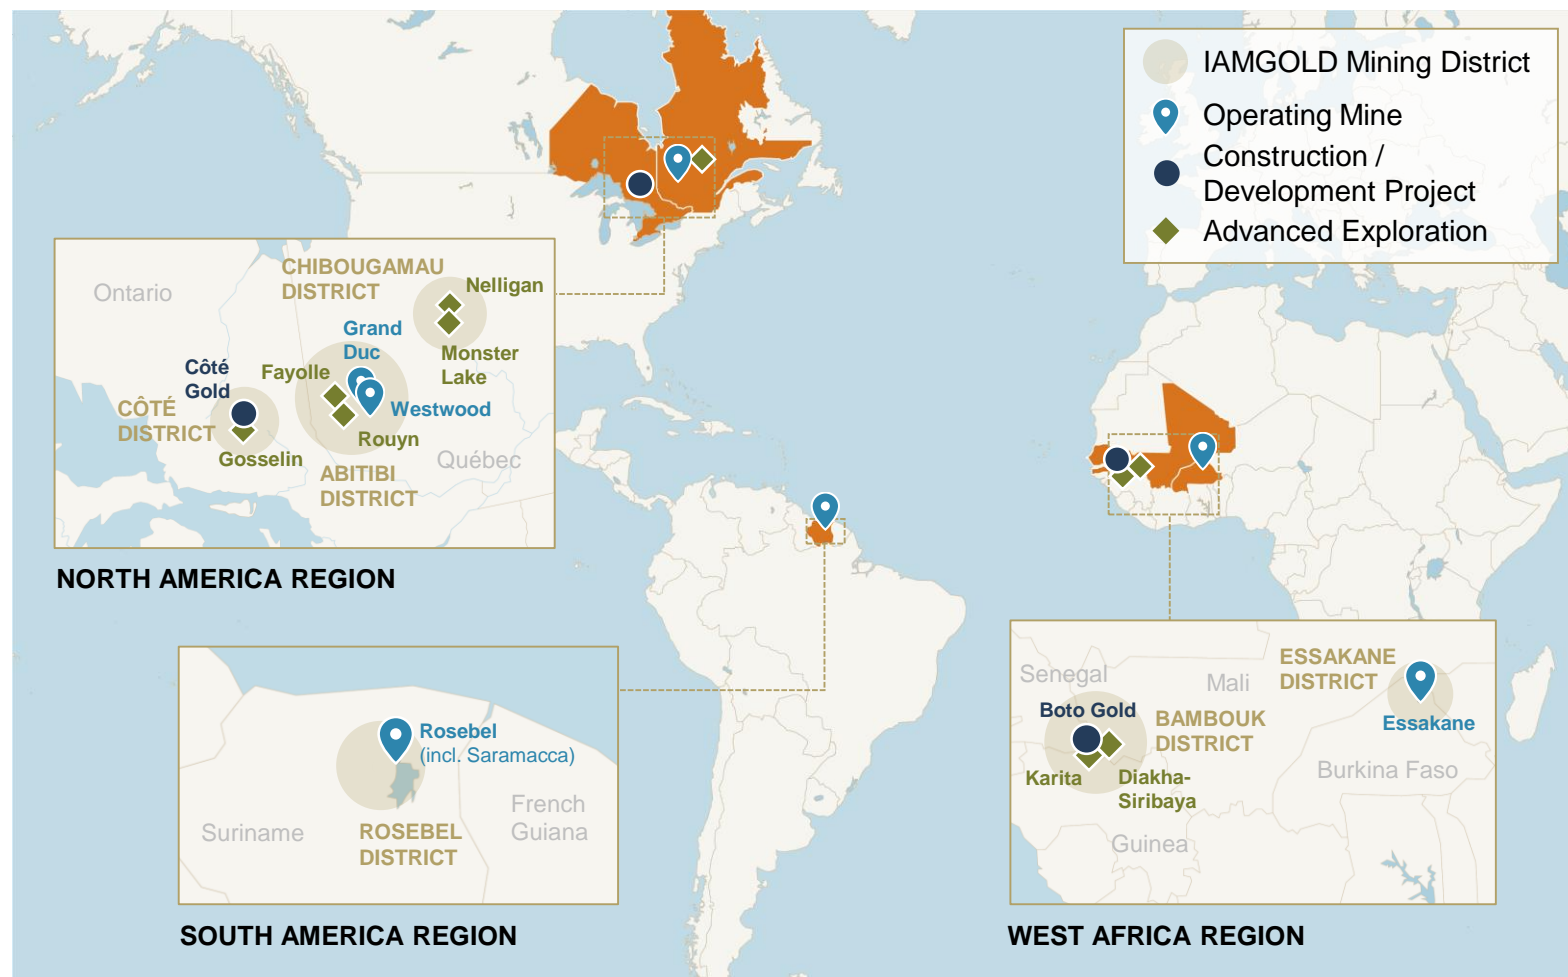 IAMGOLD Mining District
Operating Mine
Construction /
Development Project
Advanced Exploration
Ontario
CHIBOUGAMAU
DISTRICT
Nelligan
Grand
Duc
Monster
Lake
Côté
Gold
Fayolle
CÔTÉ
DISTRICT
Westwood
Rouyn
Gosselin
Québec
ABITIBI
DISTRICT
NORTH AMERICA REGION
Rosebel
(incl. Saramacca)
French
Guiana
Suriname
ROSEBEL
DISTRICT
SOUTH AMERICA REGION
Senegal
Mali
ESSAKANE
DISTRICT
Boto Gold
BAMBOUK
DISTRICT
Essakane
Karita
Diakha-
Siribaya
Burkina Faso
Guinea
WEST AFRICA REGION